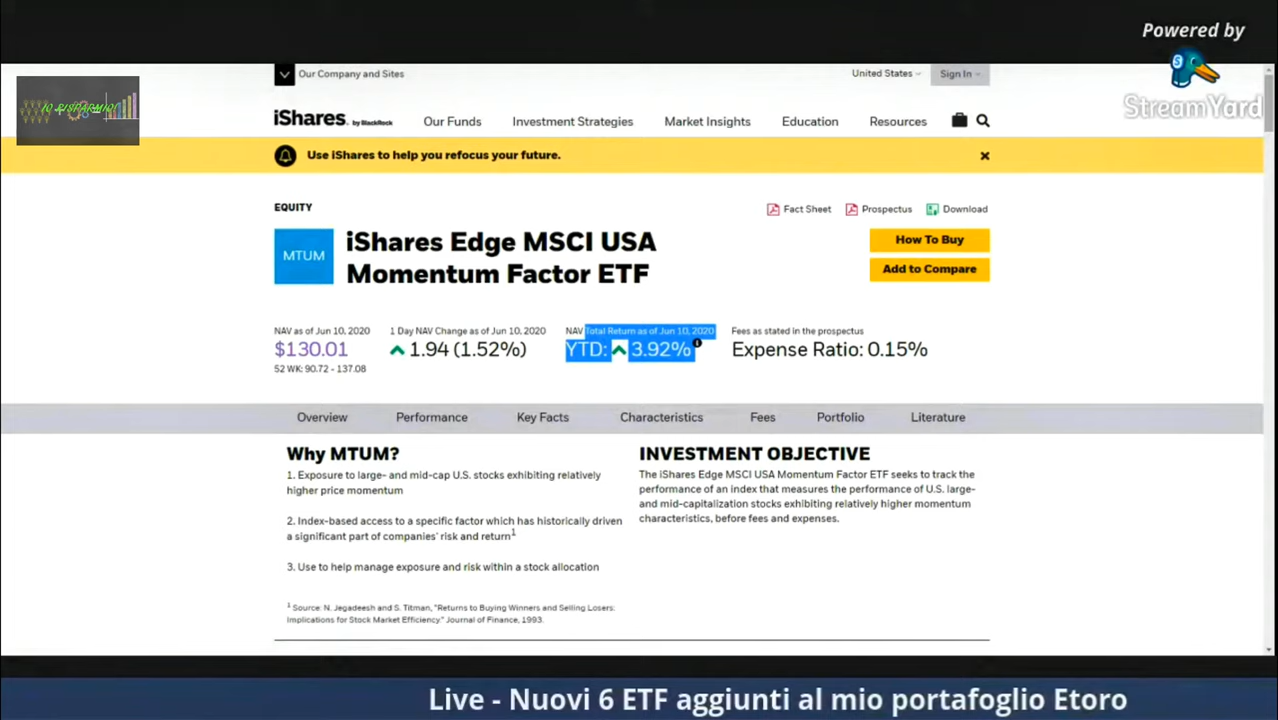 Powered by
StreamYard
IO RISPARMIO!
Our Company and Sites
United States
Sign In
iShares. by BlackRock
Our Funds
Investment Strategies
Market Insights
Education
Resources
Use iShares to help you refocus your future.
EQUITY
Fact Sheet
Prospectus
Download
MTUM
iShares Edge MSCI USA
Momentum Factor ETF
How To Buy
Add to Compare
NAV as of Jun 10, 2020
$130.01
52 WK: 90.72 - 137.08
1 Day NAV Change as of Jun 10, 2020
1.94 (1.52%)
NAV Total Return as of Jun 10, 2020
YTD: 3.92%
Fees as stated in the prospectus
Expense Ratio: 0.15%
Overview
Performance
Key Facts
Characteristics
Fees
Portfolio
Literature
Why MTUM?
1. Exposure to large- and mid-cap U.S. stocks exhibiting relatively
higher price momentum
2. Index-based access to a specific factor which has historically driven
a significant part of companies' risk and return1
3. Use to help manage exposure and risk within a stock allocation
1 Source: N. Jegadeesh and S. Titman, "Returns to Buying Winners and Selling Losers:
Implications for Stock Market Efficiency." Journal of Finance, 1993.
INVESTMENT OBJECTIVE
The iShares Edge MSCI USA Momentum Factor ETF seeks to track the
performance of an index that measures the performance of U.S. large-
and mid-capitalization stocks exhibiting relatively higher momentum
characteristics, before fees and expenses.
Live - Nuovi 6 ETF aggiunti al mio portafoglio Etoro